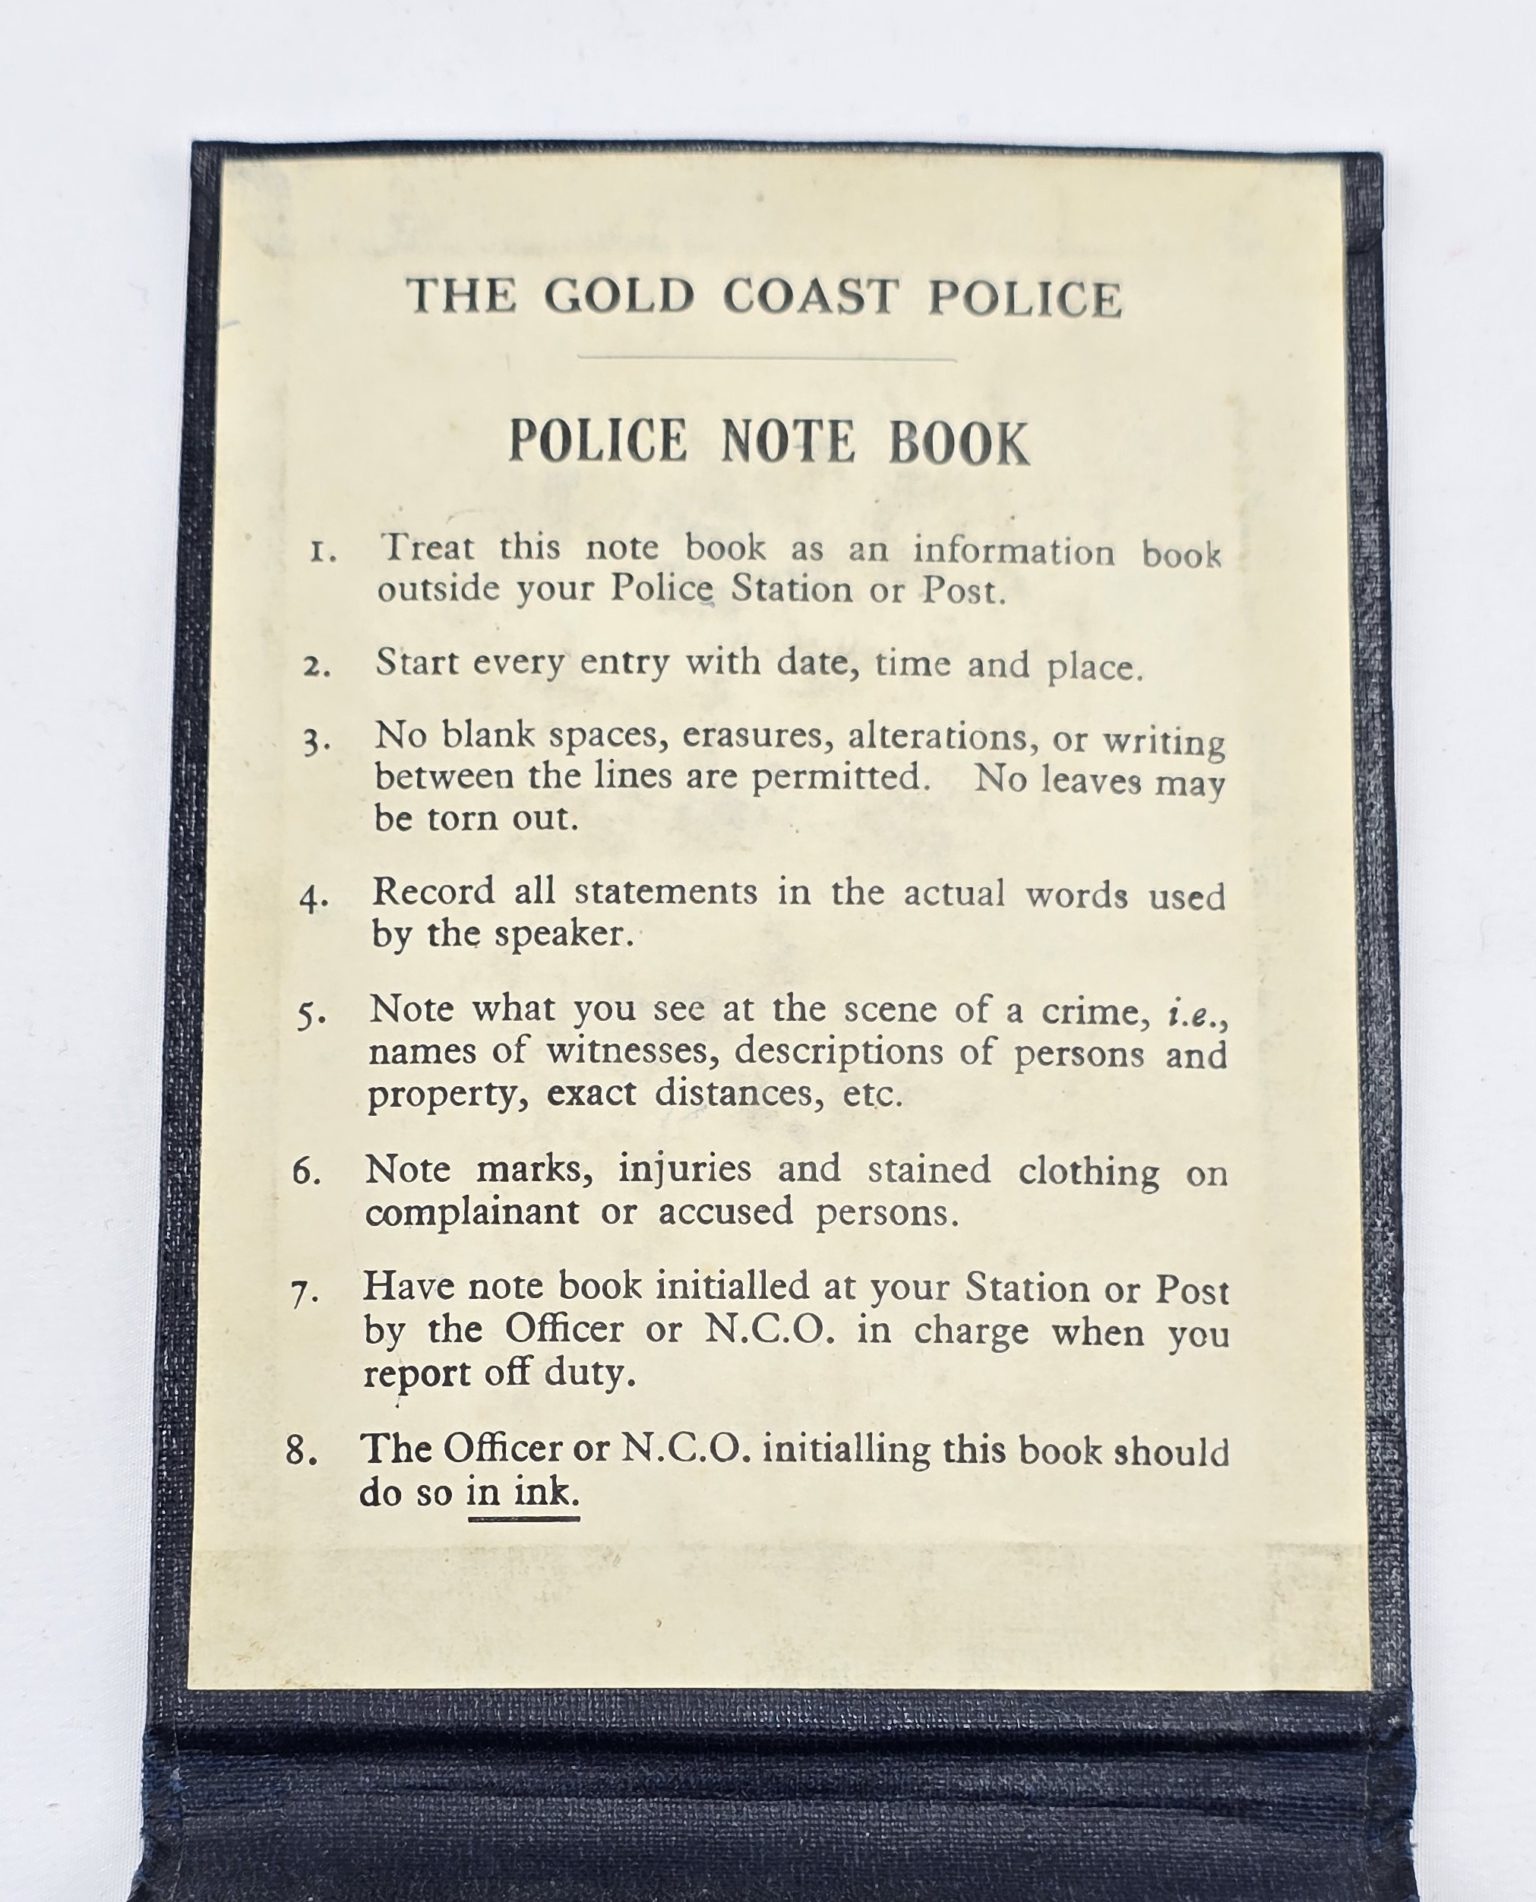 THE GOLD COAST POLICE
POLICE NOTE BOOK
1. Treat this note book as an information book
outside your Police Station or Post.
2. Start every entry with date, time and place.
3. No blank spaces, erasures, alterations, or writing
between the lines are permitted. No leaves may
be torn out.
4. Record all statements in the actual words used
by the speaker.
5. Note what you see at the scene of a crime, i.e.,
names of witnesses, descriptions of persons and
property, exact distances, etc.
6. Note marks, injuries and stained clothing on
complainant or accused persons.
7. Have note book initialled at your Station or Post
by the Officer or N.C.O. in charge when you
report off duty.
8. The Officer or N.C.O. initialling this book should
do so in ink.